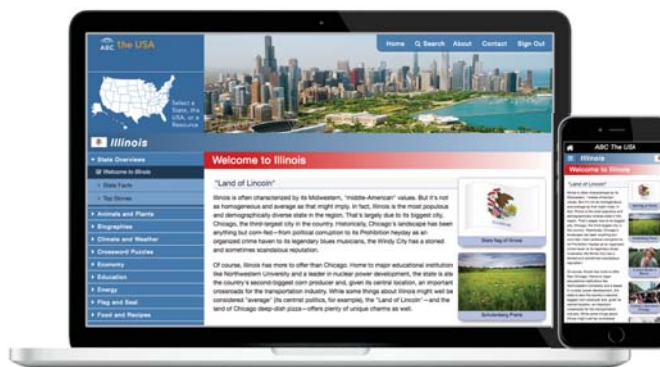 ABC the USA
Home Search About Contact Sign Out
Select a
State, the
USA, or a
Resource
Illinois
State Overviews
Welcome to Illinois
State Facts
Top Stories
Animals and Plants
Biographies
Climate and Weather
Crossword Puzzles
Economy
Education
Energy
Flag and Seal
Food and Recipes
Welcome to Illinois
"Land of Lincoln"
Illinois is often characterized by its Midwestern, "middle-American" values. But it's not
as homogeneous and average as that might imply. In fact, Illinois is the most populous
and demographically diverse state in the region. That's largely due to its biggest city,
Chicago, the third-largest city in the country. Historically, Chicago's landscape has been
anything but corn-fed—from political corruption to its Prohibition heyday as an
organized crime haven to its legendary blues musicians, the Windy City has a storied
and sometimes scandalous reputation.
Of course, Illinois has more to offer than Chicago. Home to major educational institution
like Northwestern University and a leader in nuclear power development, the state is als
the country's second-biggest corn producer and, given its central location, an important
crossroads for the transportation industry. While some things about Illinois might well be
considered "average" (its centrist politics, for example), the "Land of Lincoln"—and the
land of Chicago deep-dish pizza—offers plenty of unique charms as well.
State flag of Illinois
Schulenberg Prairie
ABC The USA
Illinois
Welcome to Illinois
"Land of Lincoln"